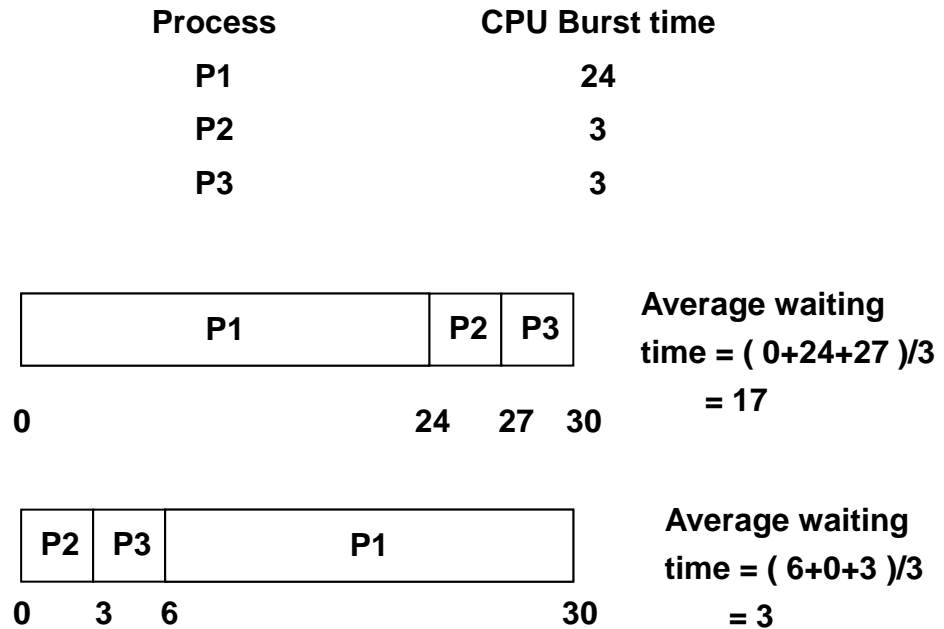 Process CPU Burst time
P1 24
P2 3
P3 3
P1 P2 P3
0 24 27 30
Average waiting
time = ( 0+24+27 )/3
= 17
P2 P3 P1
0 3 6 30
Average waiting
time = ( 6+0+3 )/3
= 3